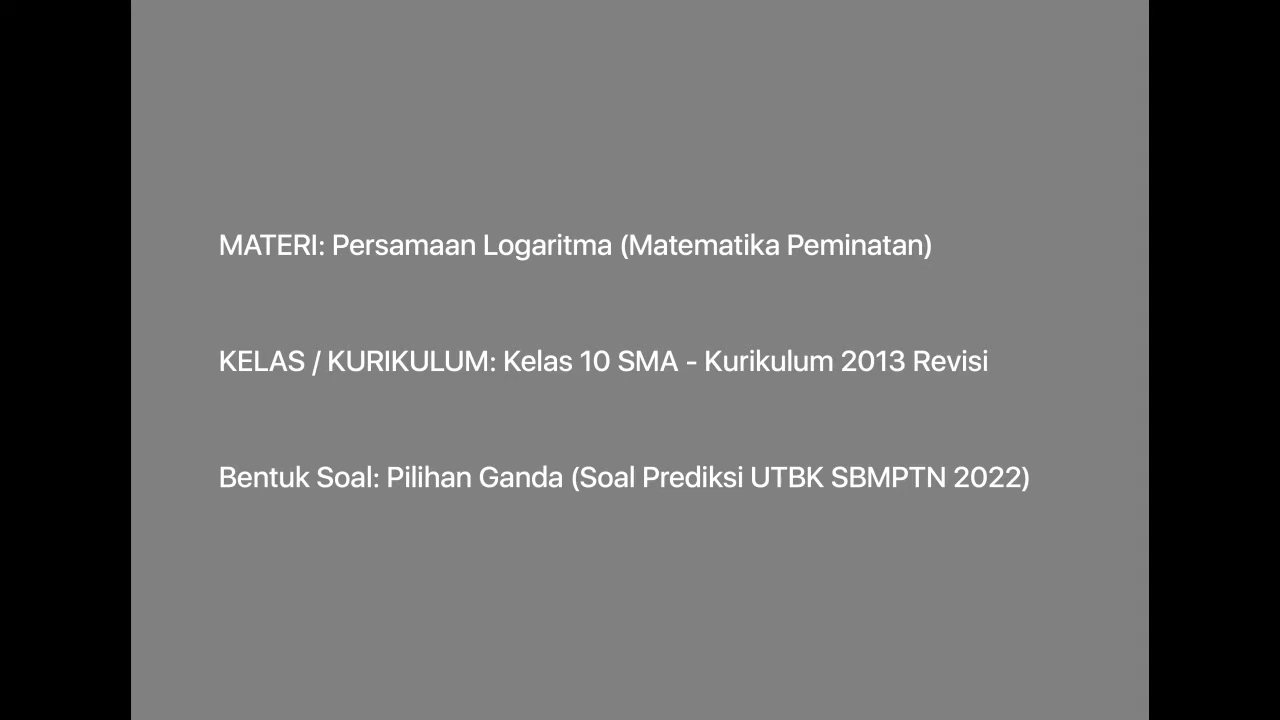 MATERI: Persamaan Logaritma (Matematika Peminatan)
KELAS / KURIKULUM: Kelas 10 SMA - Kurikulum 2013 Revisi
Bentuk Soal: Pilihan Ganda (Soal Prediksi UTBK SBMPTN 2022)